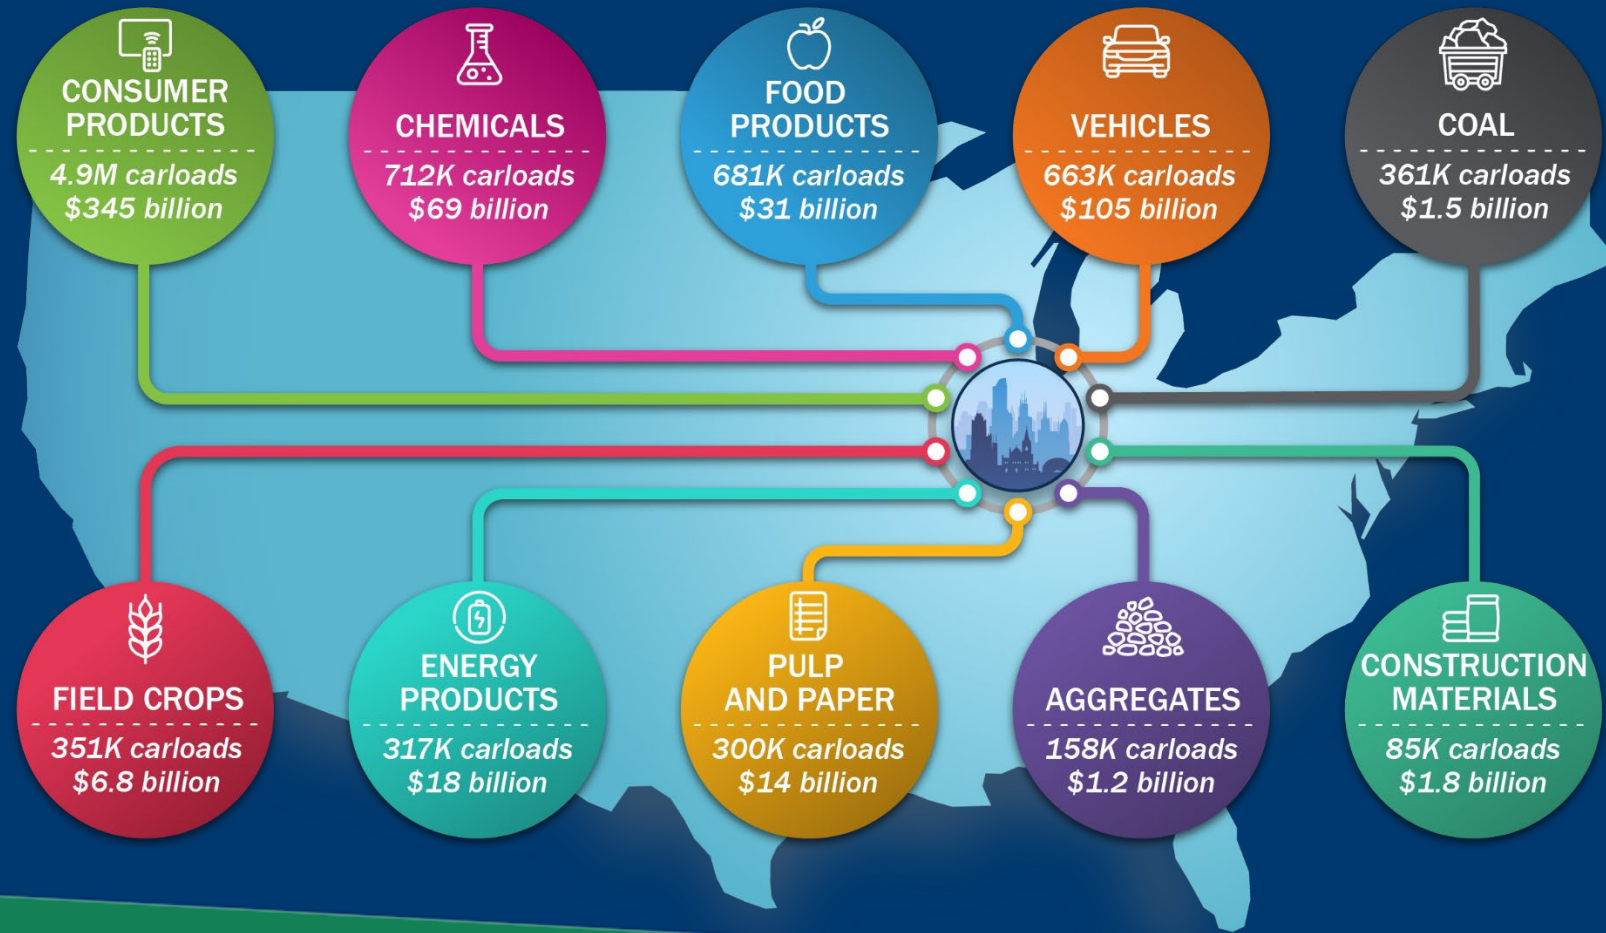 CONSUMER
PRODUCTS
4.9M carloads
$345 billion
CHEMICALS
712K carloads
$69 billion
FOOD
PRODUCTS
681K carloads
$31 billion
VEHICLES
663K carloads
$105 billion
COAL
361K carloads
$1.5 billion
FIELD CROPS
351K carloads
$6.8 billion
ENERGY
PRODUCTS
317K carloads
$18 billion
PULP
AND PAPER
300K carloads
$14 billion
AGGREGATES
158K carloads
$1.2 billion
CONSTRUCTION
MATERIALS
85K carloads
$1.8 billion